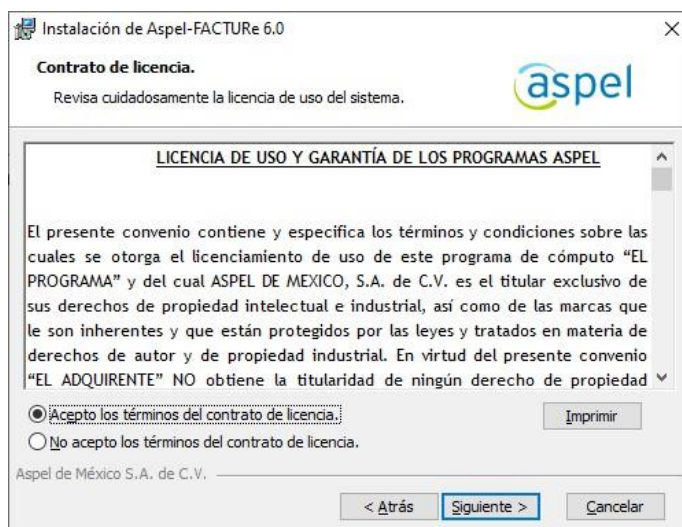 Instalación de Aspel-FACTURe 6.0
Contrato de licencia.
Revisa cuidadosamente la licencia de uso del sistema.
aspel
LICENCIA DE USO Y GARANTÍA DE LOS PROGRAMAS ASPEL
El presente convenio contiene y especifica los términos y condiciones sobre las
cuales se otorga el licenciamiento de uso de este programa de cómputo “EL
PROGRAMA” y del cual ASPEL DE MEXICO, S.A. de C.V. es el titular exclusivo de
sus derechos de propiedad intelectual e industrial, así como de las marcas que
le son inherentes y que están protegidos por las leyes y tratados en materia de
derechos de autor y de propiedad industrial. En virtud del presente convenio
“EL ADQUIRENTE” NO obtiene la titularidad de ningún derecho de propiedad
Acepto los términos del contrato de licencia.
Imprimir
No acepto los términos del contrato de licencia.
Aspel de México S.A. de C.V.
< Atrás Siguiente > Cancelar